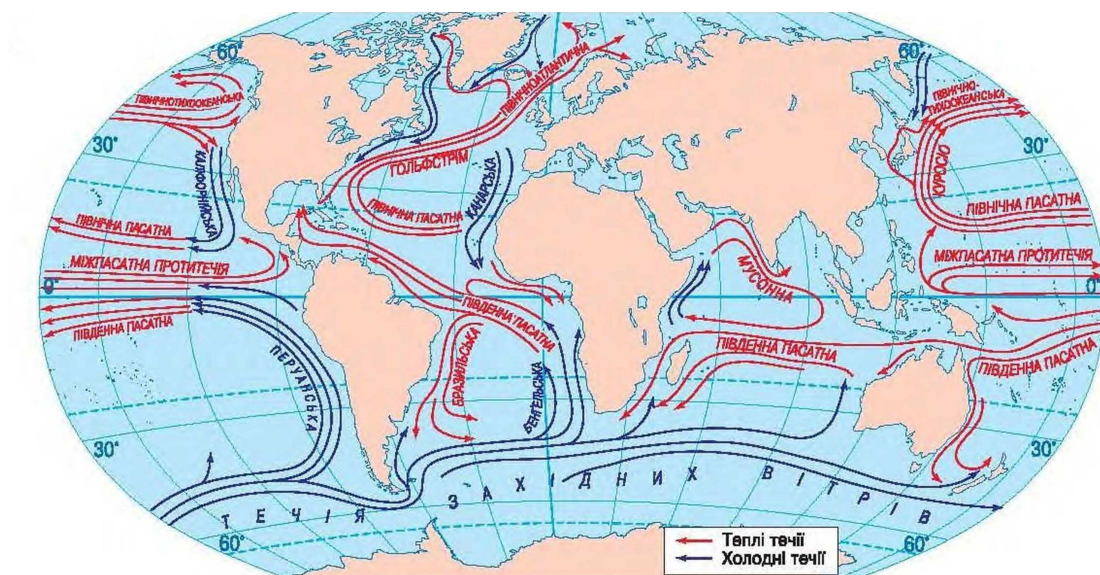 60°
60°
ПІВНІЧНОАТЛАНТИЧНА
ПІВНІЧНОТИХООКЕАНСЬКА
ПІВНІЧНО-
ТИХООКЕАНСЬКА
30°
30°
КАЛІФОРНІЙСЬКА
ГОЛЬФСТРІМ
КАНАРСЬКА
КУРОСІО
ПІВНІЧНА ПАСАТНА
ПІВНІЧНА ПАСАТНА
ПІВНІЧНА ПАСАТНА
МІЖПАСАТНА ПРОТИТЕЧІЯ
МУСОННА
МІЖПАСАТНА ПРОТИТЕЧІЯ
0°
0°
ПІВДЕННА ПАСАТНА
ПІВДЕННА ПАСАТНА
ПІВДЕННА ПАСАТНА
ПІВДЕННА ПАСАТНА
ПЕРУАНСЬКА
БРАЗИЛЬСЬКА
БЕНГЕЛЬСЬКА
30°
30°
ТЕЧІЯ ЗАХІДНИХ ВІТРІВ
60°
60°
Теплі течії
Холодні течії